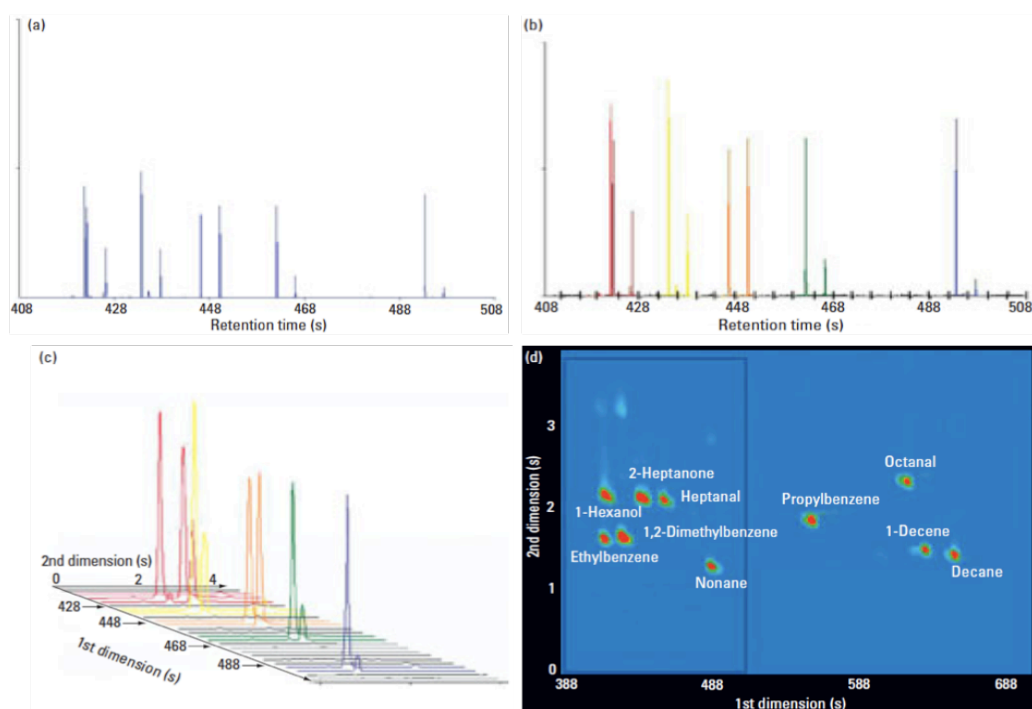 (a)
408 428 448 468 488 508
Retention time (s)
(b)
408 428 448 468 488 508
Retention time (s)
(c)
2nd dimension (s)
0 2 4
428
448
468
488
1st dimension (s)
(d)
2nd dimension (s)
3
2
1
0
Octanal
2-Heptanone
Heptanal
Propylbenzene
1-Hexanol
1,2-Dimethylbenzene
1-Decene
Ethylbenzene
Nonane
Decane
388 488 588 688
1st dimension (s)